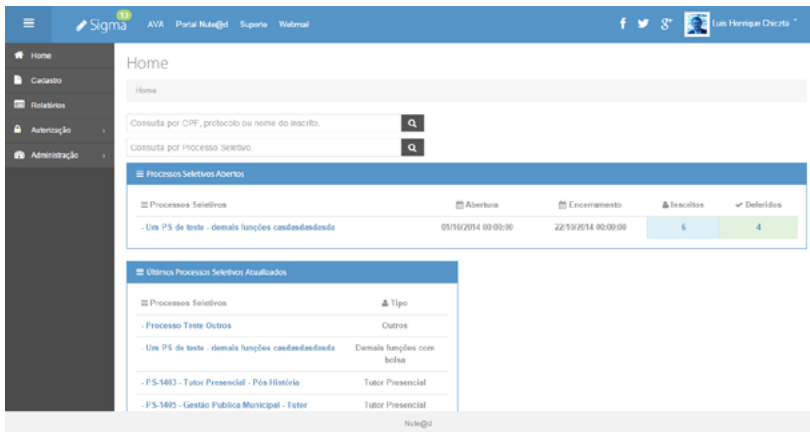 Sigma
AVA Portal Nute@d Suporte Webmail
Luis Henrique Chiczta
Home
Cadastro
Relatórios
Autorização
Administração
Home
Home
Consulta por CPF, protocolo ou nome do inscrito.
Consulta por Processo Seletivo.
Processos Seletivos Abertos
Processos Seletivos Abertura Encerramento Inscritos Deferidos
- Um PS de teste - demais funções casdasdasdasda 01/10/2014 00:00:00 22/10/2014 00:00:00 6 4
Últimos Processos Seletivos Atualizados
Processos Seletivos Tipo
- Processo Teste Outros Outros
- Um PS de teste - demais funções casdasdasdasda Demais funções com
bolsa
- PS-1403 - Tutor Presencial - Pós História Tutor Presencial
- PS-1405 - Gestão Publica Municipal - Tutor Tutor Presencial
Nute@d